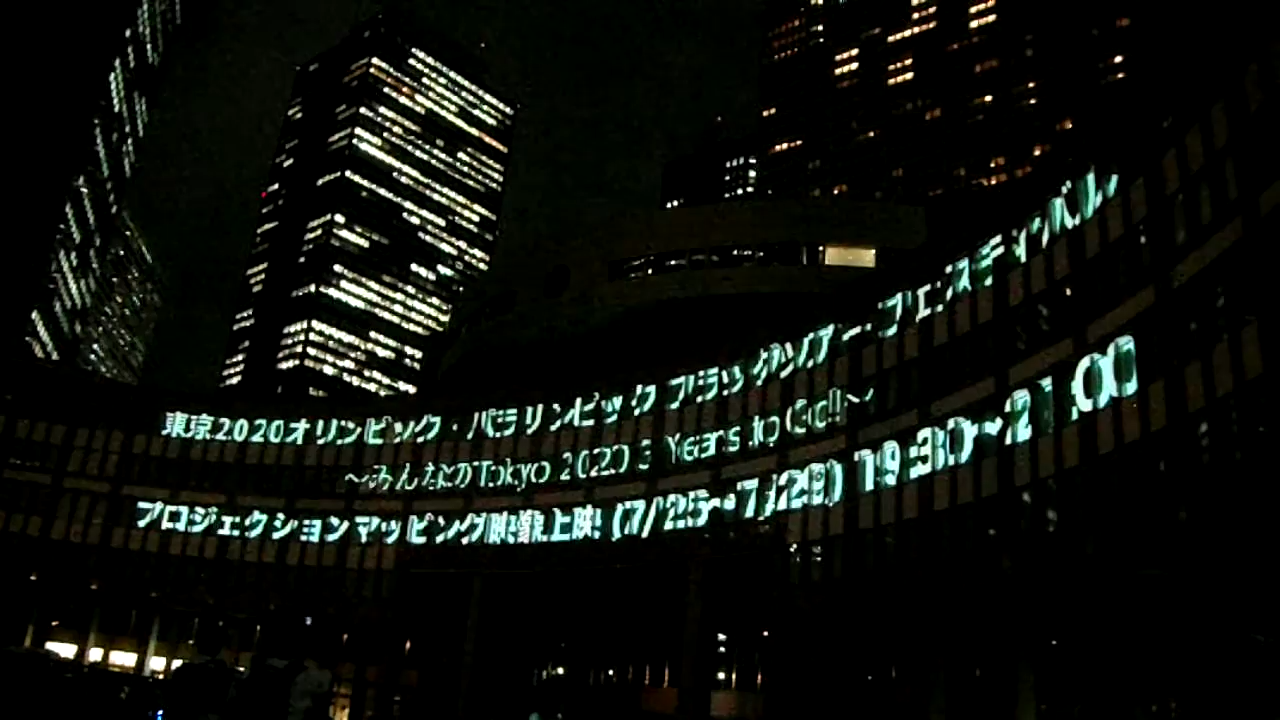 東京2020オリンピック・パラリンピック フラッグツアーフェスティバル
～みんなのTokyo 2020 3 Years to Go!!～
プロジェクションマッピング映像上映 (7/25～7/28) 19:30～21:00